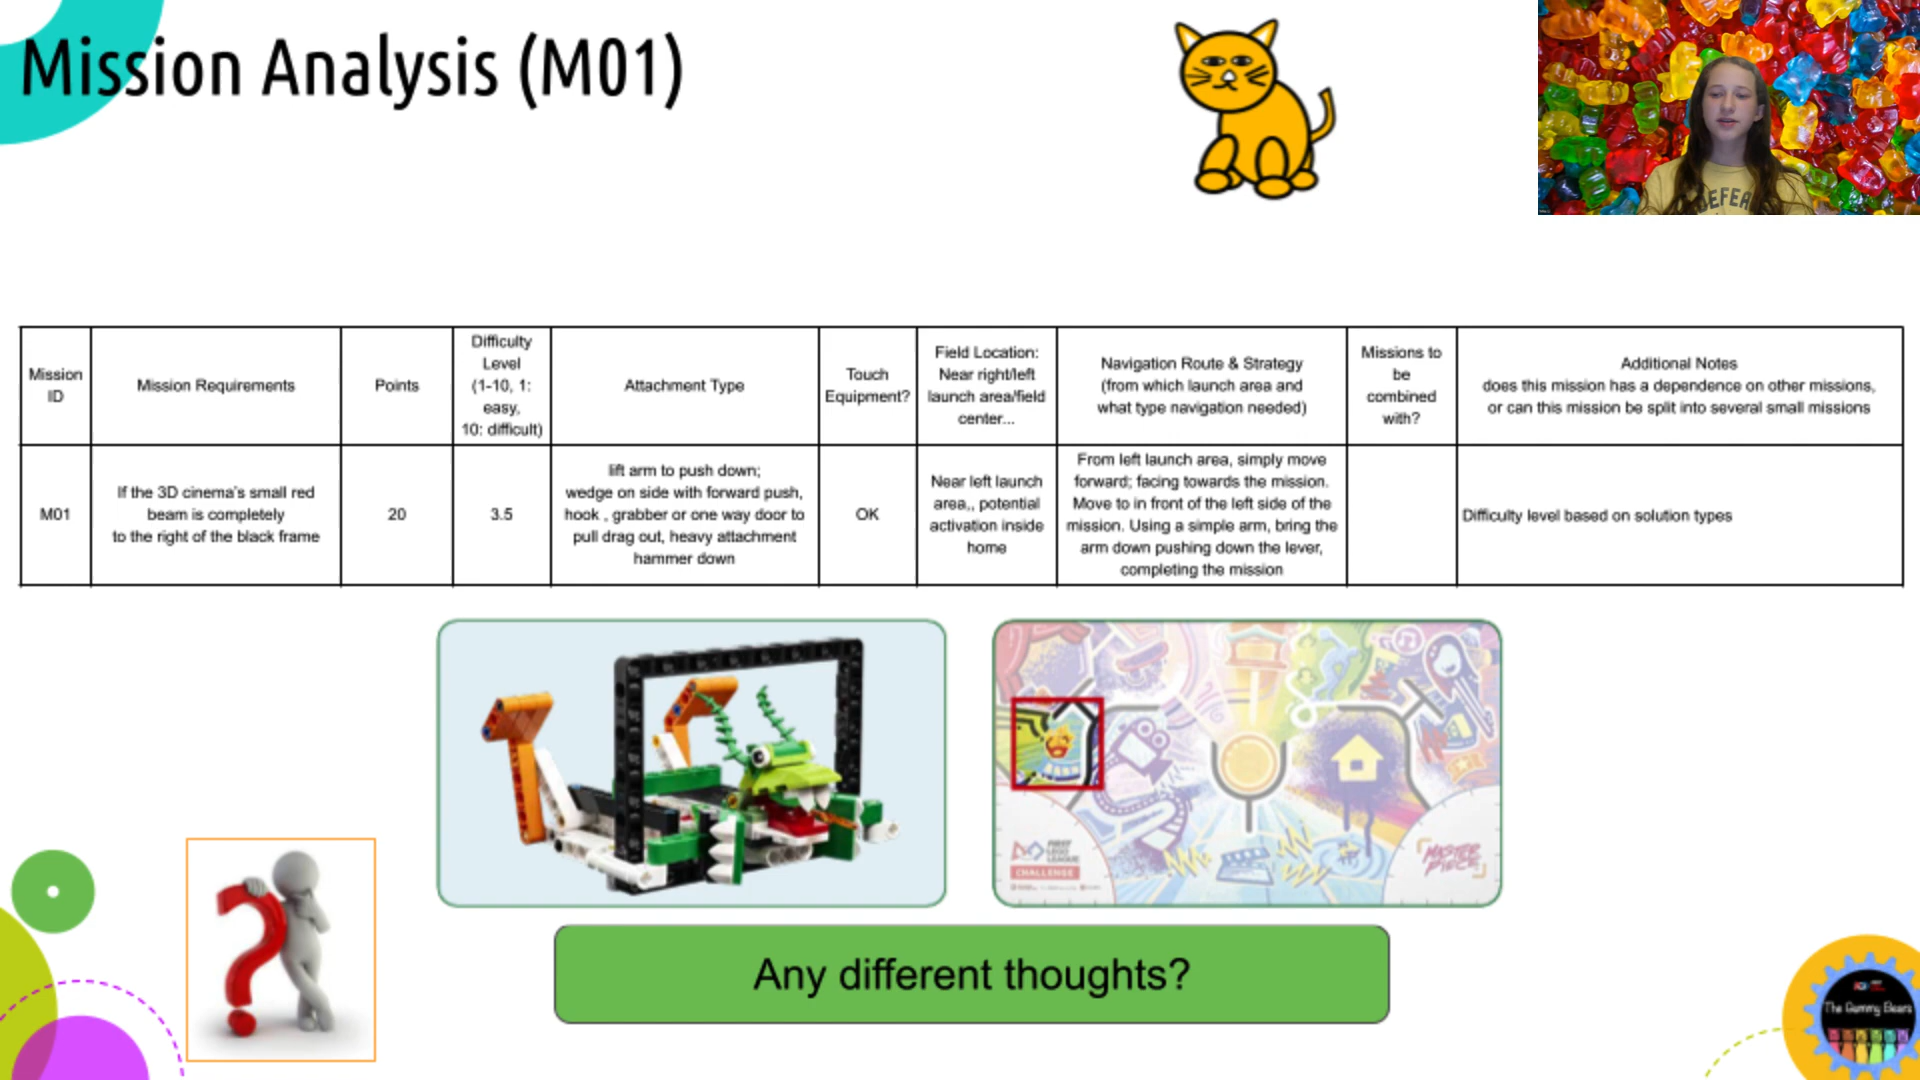 Mission Analysis (M01)
Mission
ID
Mission Requirements
Points
Difficulty
Level
(1-10, 1:
easy,
10: difficult)
Attachment Type
Touch
Equipment?
Field Location:
Near right/left
launch area/field
center...
Navigation Route & Strategy
(from which launch area and
what type navigation needed)
Missions to
be
combined
with?
Additional Notes
does this mission has a dependence on other missions,
or can this mission be split into several small missions
M01
If the 3D cinema's small red
beam is completely
to the right of the black frame
20
3.5
lift arm to push down;
wedge on side with forward push,
hook , grabber or one way door to
pull drag out, heavy attachment
hammer down
OK
Near left launch
area,, potential
activation inside
home
From left launch area, simply move
forward; facing towards the mission.
Move to in front of the left side of the
mission. Using a simple arm, bring the
arm down pushing down the lever,
completing the mission
Difficulty level based on solution types
FIRST
LEGO
LEAGUE
CHALLENGE
MASTER
PIECE
Any different thoughts?
The Gummy Bears